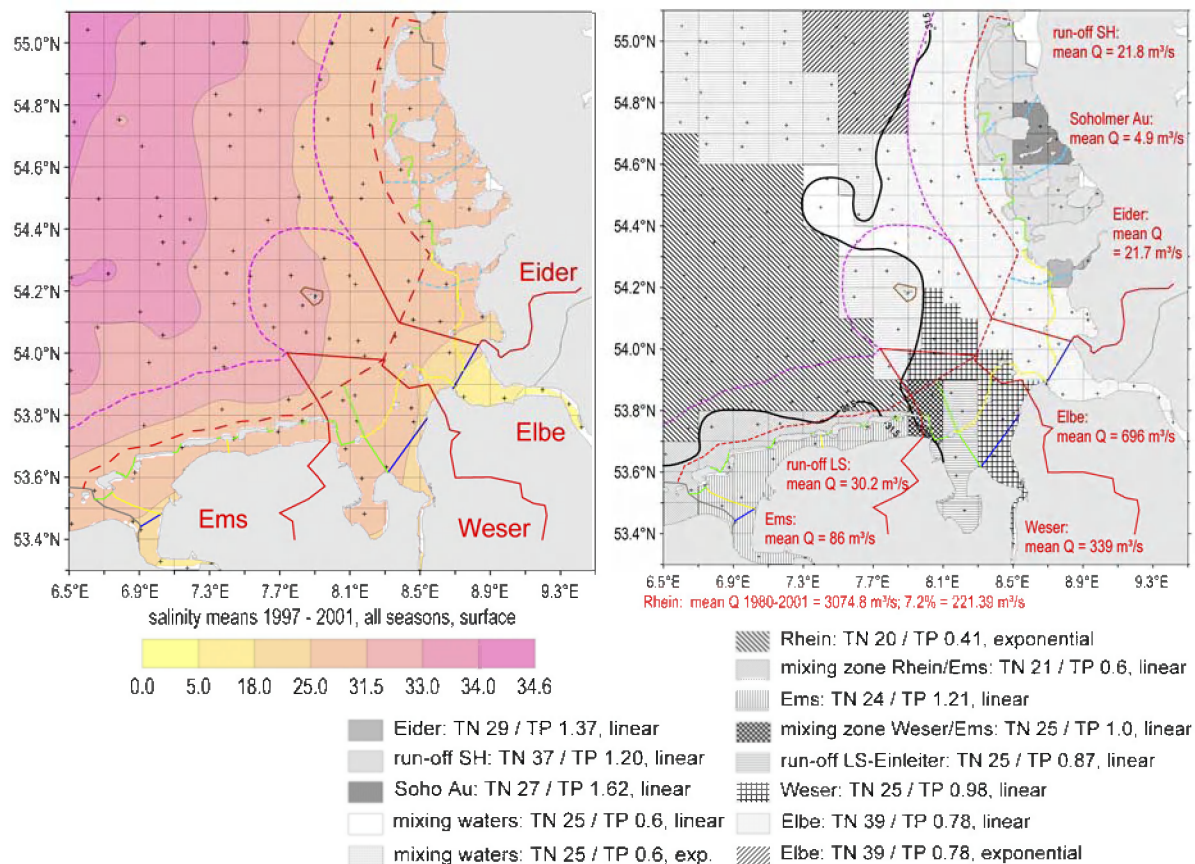 55.0°N
54.8°N
54.6°N
54.4°N
54.2°N
54.0°N
53.8°N
53.6°N
53.4°N
Eider
Elbe
Ems
Weser
6.5°E 6.9°E 7.3°E 7.7°E 8.1°E 8.5°E 8.9°E 9.3°E
salinity means 1997 - 2001, all seasons, surface
0.0 5.0 18.0 25.0 31.5 33.0 34.0 34.6
55.0°N
54.8°N
54.6°N
54.4°N
54.2°N
54.0°N
53.8°N
53.6°N
53.4°N
run-off SH:
mean Q = 21.8 m³/s
Soholmer Au:
mean Q = 4.9 m³/s
Eider:
mean Q
= 21.7 m³/s
Elbe:
mean Q = 696 m³/s
run-off LS:
mean Q = 30.2 m³/s
Ems:
mean Q = 86 m³/s
Weser:
mean Q = 339 m³/s
6.5°E 6.9°E 7.3°E 7.7°E 8.1°E 8.5°E 8.9°E 9.3°E
Rhein: mean Q 1980-2001 = 3074.8 m³/s; 7.2% = 221.39 m³/s
Eider: TN 29 / TP 1.37, linear
run-off SH: TN 37 / TP 1.20, linear
Soho Au: TN 27 / TP 1.62, linear
mixing waters: TN 25 / TP 0.6, linear
mixing waters: TN 25 / TP 0.6, exp.
Rhein: TN 20 / TP 0.41, exponential
mixing zone Rhein/Ems: TN 21 / TP 0.6, linear
Ems: TN 24 / TP 1.21, linear
mixing zone Weser/Ems: TN 25 / TP 1.0, linear
run-off LS-Einleiter: TN 25 / TP 0.87, linear
Weser: TN 25 / TP 0.98, linear
Elbe: TN 39 / TP 0.78, linear
Elbe: TN 39 / TP 0.78, exponential